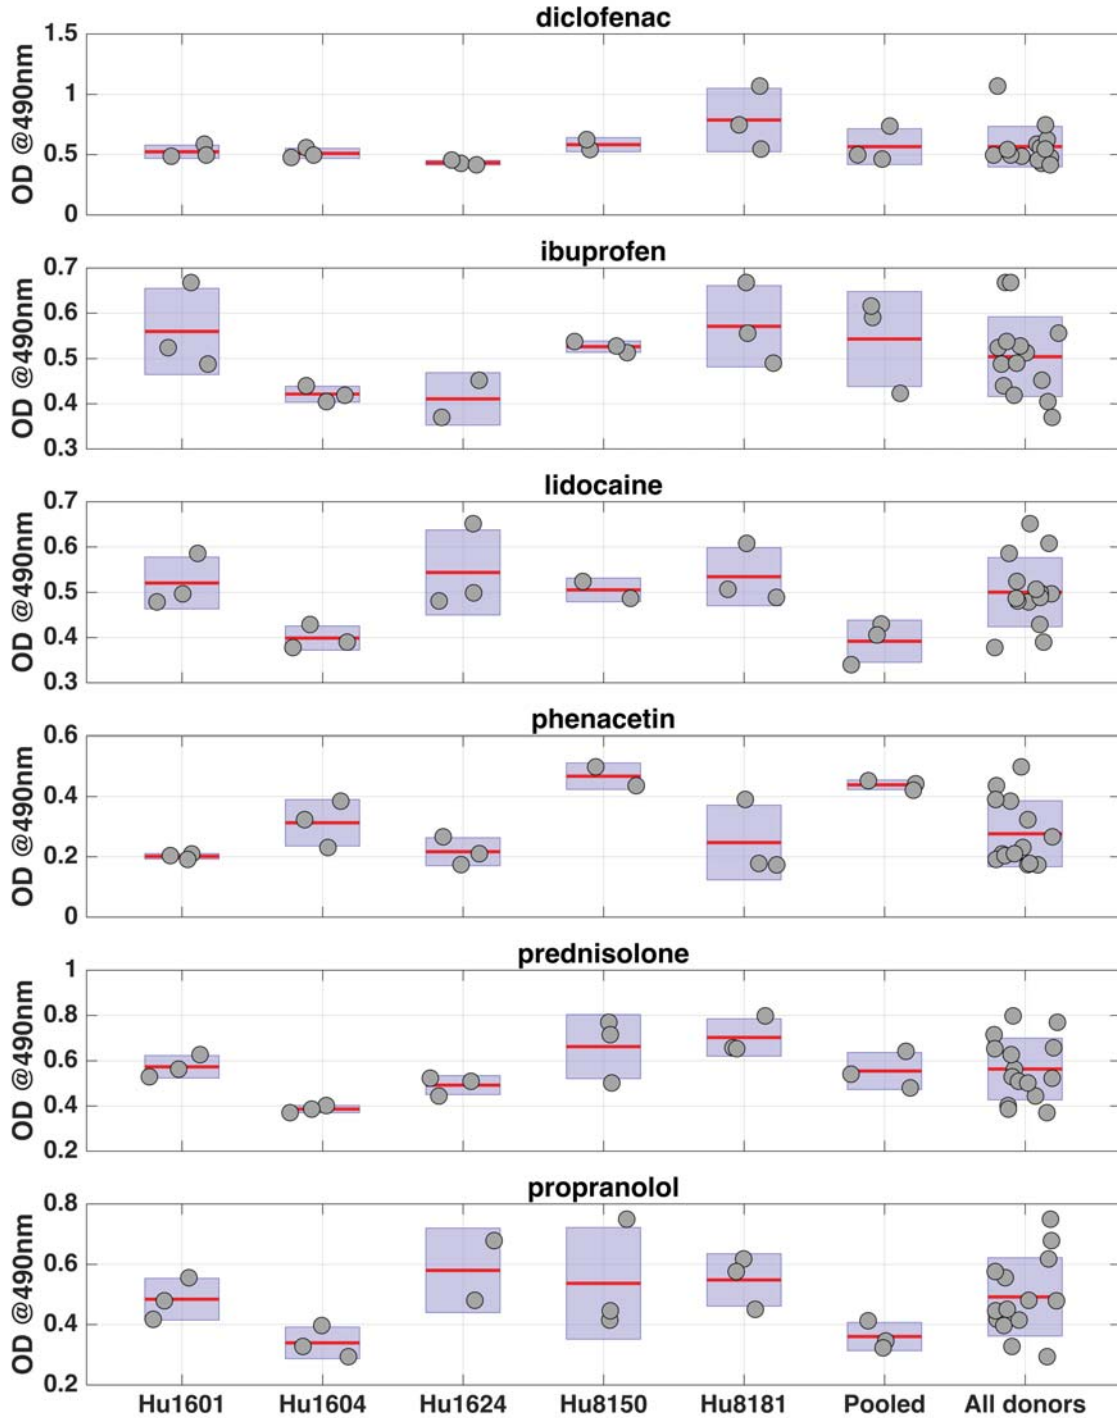 diclofenac
OD @490nm
1.5
1
0.5
0
ibuprofen
OD @490nm
0.7
0.6
0.5
0.4
0.3
lidocaine
OD @490nm
0.7
0.6
0.5
0.4
0.3
phenacetin
OD @490nm
0.6
0.4
0.2
0
prednisolone
OD @490nm
1
0.8
0.6
0.4
0.2
propranolol
OD @490nm
0.8
0.6
0.4
0.2
Hu1601 Hu1604 Hu1624 Hu8150 Hu8181 Pooled All donors